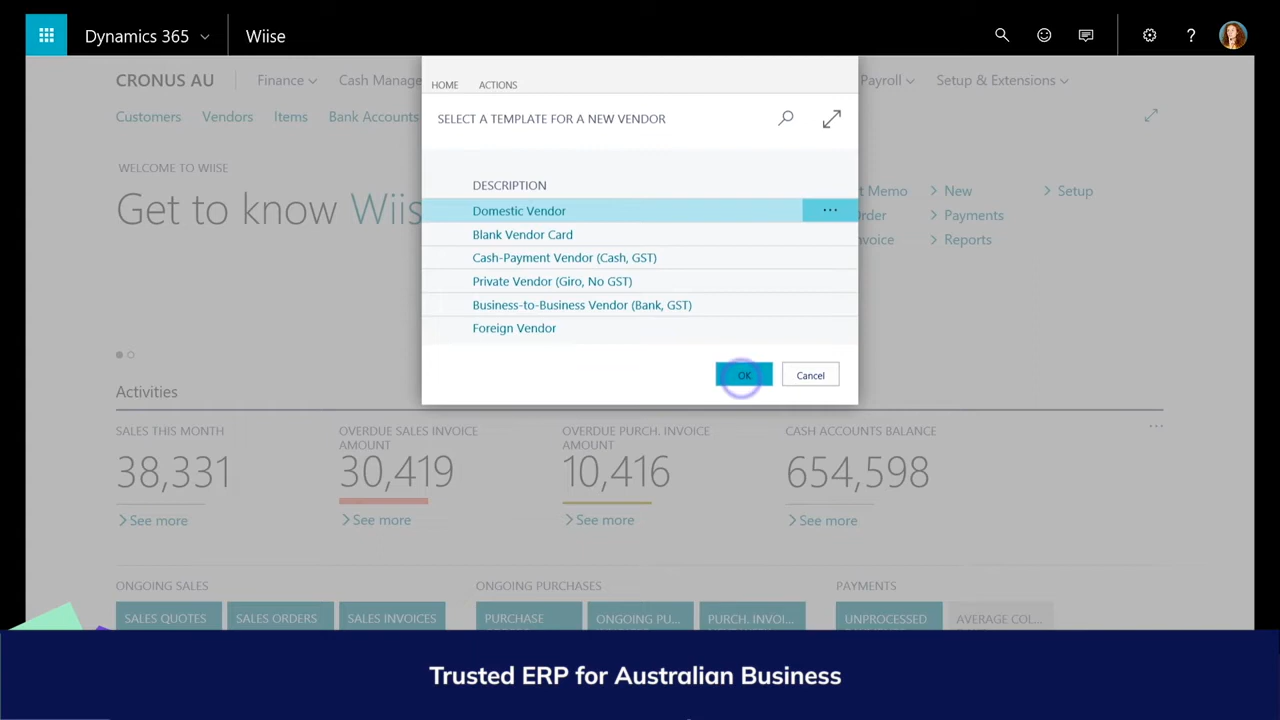 Dynamics 365 Wiise ?
CRONUS AU Finance Cash Manage Payroll Setup & Extensions
Customers Vendors Items Bank Accounts
HOME ACTIONS
SELECT A TEMPLATE FOR A NEW VENDOR
DESCRIPTION
Domestic Vendor ...
Blank Vendor Card
Cash-Payment Vendor (Cash, GST)
Private Vendor (Giro, No GST)
Business-to-Business Vendor (Bank, GST)
Foreign Vendor
OK Cancel
WELCOME TO WIISE
Get to know Wiis
t Memo > New > Setup
rder > Payments
voice > Reports
Activities
SALES THIS MONTH
38,331
> See more
OVERDUE SALES INVOICE
AMOUNT
30,419
> See more
OVERDUE PURCH. INVOICE
AMOUNT
10,416
> See more
CASH ACCOUNTS BALANCE
654,598
> See more
...
ONGOING SALES
SALES QUOTES SALES ORDERS SALES INVOICES
ONGOING PURCHASES
PURCHASE ONGOING PU... PURCH. INVOI...
PAYMENTS
UNPROCESSED AVERAGE COL...
Trusted ERP for Australian Business